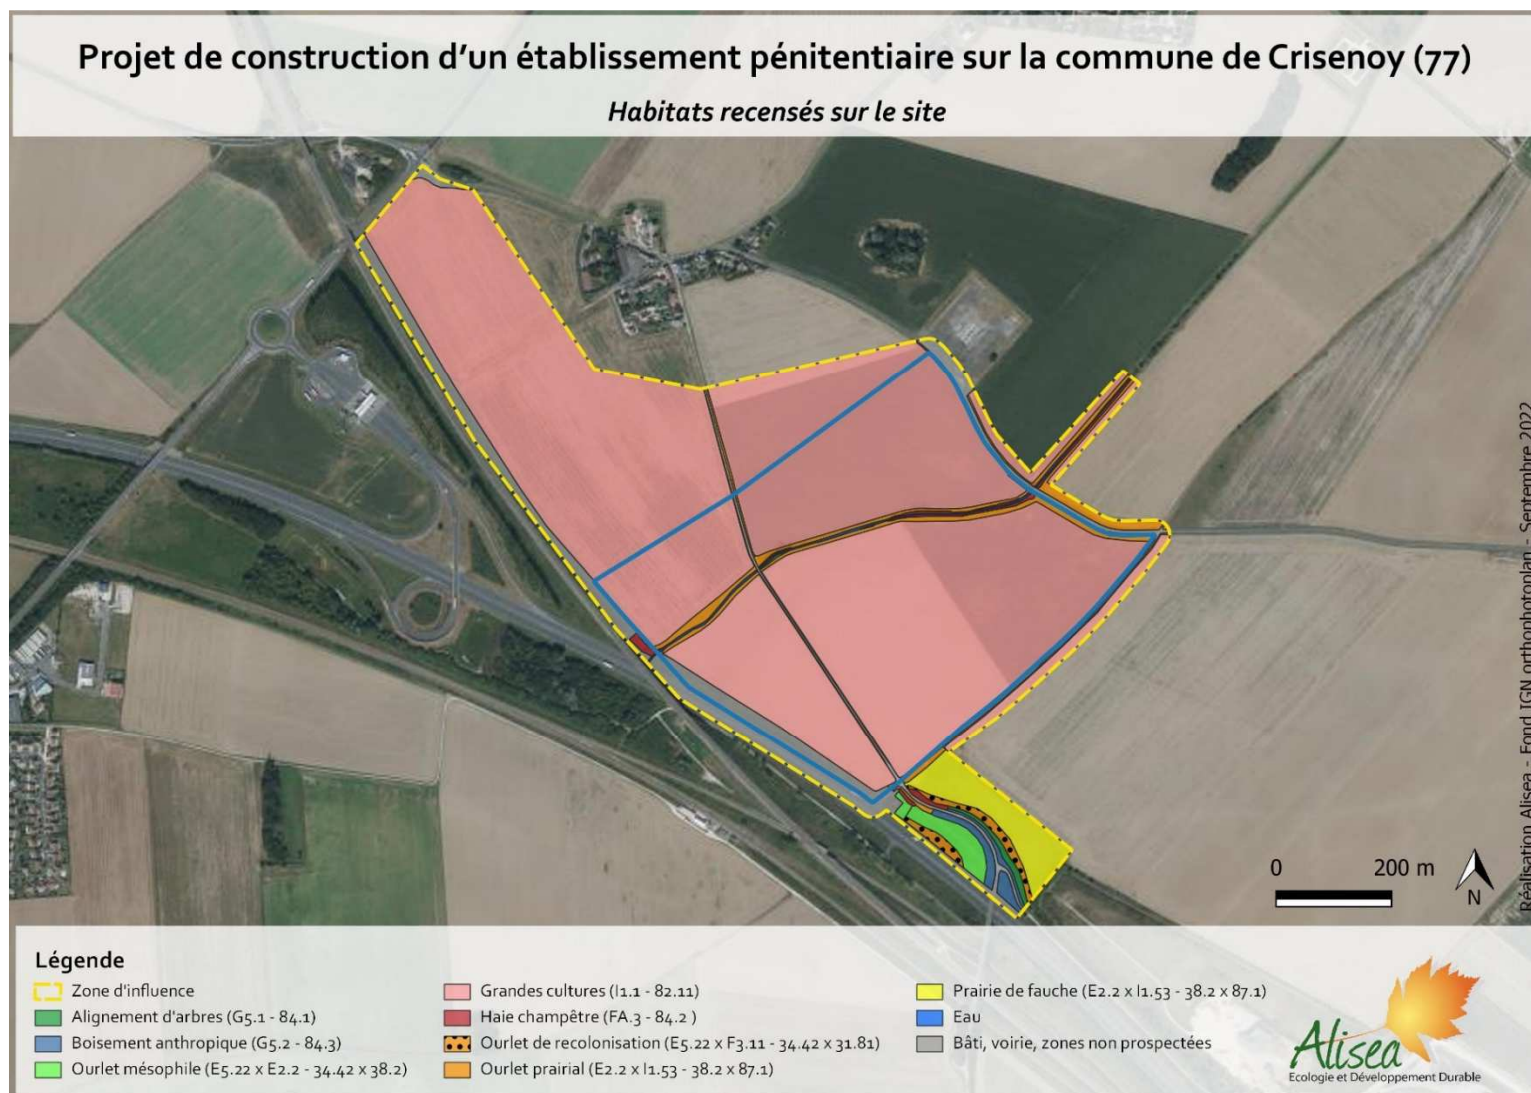 Projet de construction d'un établissement pénitentiaire sur la commune de Crisenoy (77)
Habitats recensés sur le site
0 200 m
N
Réalisation Alisea - Fond IGN orthophotoplan - Septembre 2022
Légende
Zone d'influence
Alignement d'arbres (G5.1 - 84.1)
Boisement anthropique (G5.2 - 84.3)
Ourlet mésophile (E5.22 x E2.2 - 34.42 x 38.2)
Grandes cultures (I1.1 - 82.11)
Haie champêtre (FA.3 - 84.2 )
Ourlet de recolonisation (E5.22 x F3.11 - 34.42 x 31.81)
Ourlet prairial (E2.2 x I1.53 - 38.2 x 87.1)
Prairie de fauche (E2.2 x I1.53 - 38.2 x 87.1)
Eau
Bâti, voirie, zones non prospectées
Alisea
Ecologie et Développement Durable